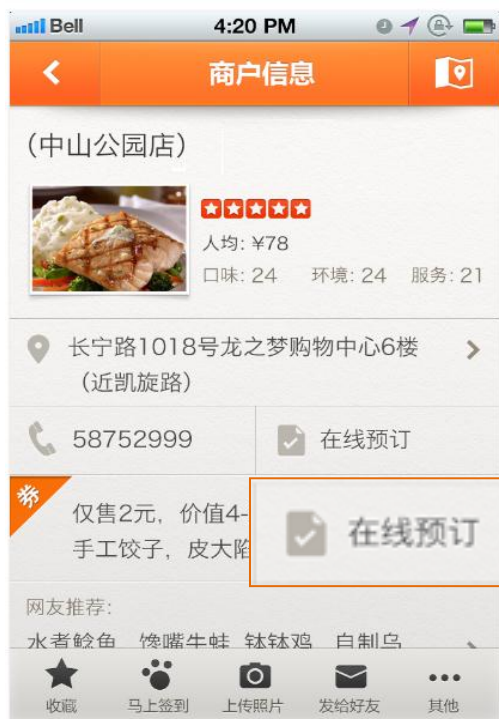 Bell 4:20 PM
商户信息
（中山公园店）
人均: ¥78
口味: 24 环境: 24 服务: 21
长宁路1018号龙之梦购物中心6楼
（近凯旋路）
58752999 在线预订
券
仅售2元，价值4-
手工饺子，皮大陷
在线预订
网友推荐:
水者鲶鱼 馋嘴牛蛙 钵钵鸡 自制乌
收藏 马上签到 上传照片 发给好友 其他